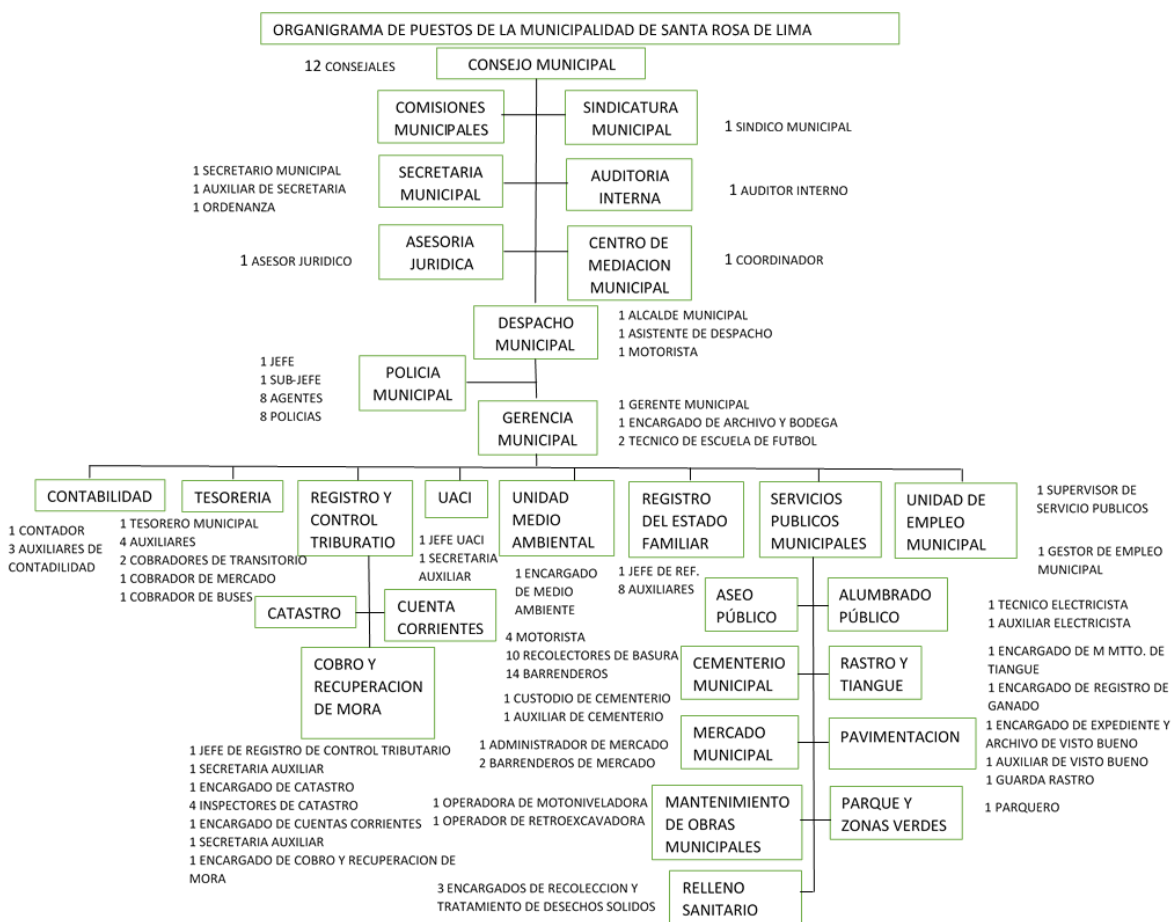 ORGANIGRAMA DE PUESTOS DE LA MUNICIPALIDAD DE SANTA ROSA DE LIMA
12 CONSEJALES
CONSEJO MUNICIPAL
COMISIONES
MUNICIPALES
SINDICATURA
MUNICIPAL
1 SINDICO MUNICIPAL
1 SECRETARIO MUNICIPAL
1 AUXILIAR DE SECRETARIA
1 ORDENANZA
SECRETARIA
MUNICIPAL
AUDITORIA
INTERNA
1 AUDITOR INTERNO
1 ASESOR JURIDICO
ASESORIA
JURIDICA
CENTRO DE
MEDIACION
MUNICIPAL
1 COORDINADOR
DESPACHO
MUNICIPAL
1 ALCALDE MUNICIPAL
1 ASISTENTE DE DESPACHO
1 MOTORISTA
1 JEFE
1 SUB-JEFE
8 AGENTES
8 POLICIAS
POLICIA
MUNICIPAL
GERENCIA
MUNICIPAL
1 GERENTE MUNICIPAL
1 ENCARGADO DE ARCHIVO Y BODEGA
2 TECNICO DE ESCUELA DE FUTBOL
CONTABILIDAD
1 CONTADOR
3 AUXILIARES DE
CONTADILIDAD
TESORERIA
1 TESORERO MUNICIPAL
4 AUXILIARES
2 COBRADORES DE TRANSITORIO
1 COBRADOR DE MERCADO
1 COBRADOR DE BUSES
REGISTRO Y
CONTROL
TRIBURATIO
UACI
1 JEFE UACI
1 SECRETARIA
AUXILIAR
UNIDAD
MEDIO
AMBIENTAL
1 ENCARGADO
DE MEDIO
AMBIENTE
REGISTRO
DEL ESTADO
FAMILIAR
1 JEFE DE REF.
8 AUXILIARES
SERVICIOS
PUBLICOS
MUNICIPALES
UNIDAD DE
EMPLEO
MUNICIPAL
1 SUPERVISOR DE
SERVICIO PUBLICOS
1 GESTOR DE EMPLEO
MUNICIPAL
CATASTRO
CUENTA
CORRIENTES
COBRO Y
RECUPERACION
DE MORA
1 JEFE DE REGISTRO DE CONTROL TRIBUTARIO
1 SECRETARIA AUXILIAR
1 ENCARGADO DE CATASTRO
4 INSPECTORES DE CATASTRO
1 ENCARGADO DE CUENTAS CORRIENTES
1 SECRETARIA AUXILIAR
1 ENCARGADO DE COBRO Y RECUPERACION DE
MORA
ASEO
PÚBLICO
4 MOTORISTA
10 RECOLECTORES DE BASURA
14 BARRENDEROS
ALUMBRADO
PÚBLICO
1 TECNICO ELECTRICISTA
1 AUXILIAR ELECTRICISTA
CEMENTERIO
MUNICIPAL
1 CUSTODIO DE CEMENTERIO
1 AUXILIAR DE CEMENTERIO
RASTRO Y
TIANGUE
1 ENCARGADO DE M MTTO. DE
TIANGUE
1 ENCARGADO DE REGISTRO DE
GANADO
1 ENCARGADO DE EXPEDIENTE Y
ARCHIVO DE VISTO BUENO
1 AUXILIAR DE VISTO BUENO
1 GUARDA RASTRO
MERCADO
MUNICIPAL
1 ADMINISTRADOR DE MERCADO
2 BARRENDEROS DE MERCADO
PAVIMENTACION
1 OPERADORA DE MOTONIVELADORA
1 OPERADOR DE RETROEXCAVADORA
MANTENIMIENTO
DE OBRAS
MUNICIPALES
PARQUE Y
ZONAS VERDES
1 PARQUERO
3 ENCARGADOS DE RECOLECCION Y
TRATAMIENTO DE DESECHOS SOLIDOS
RELLENO
SANITARIO